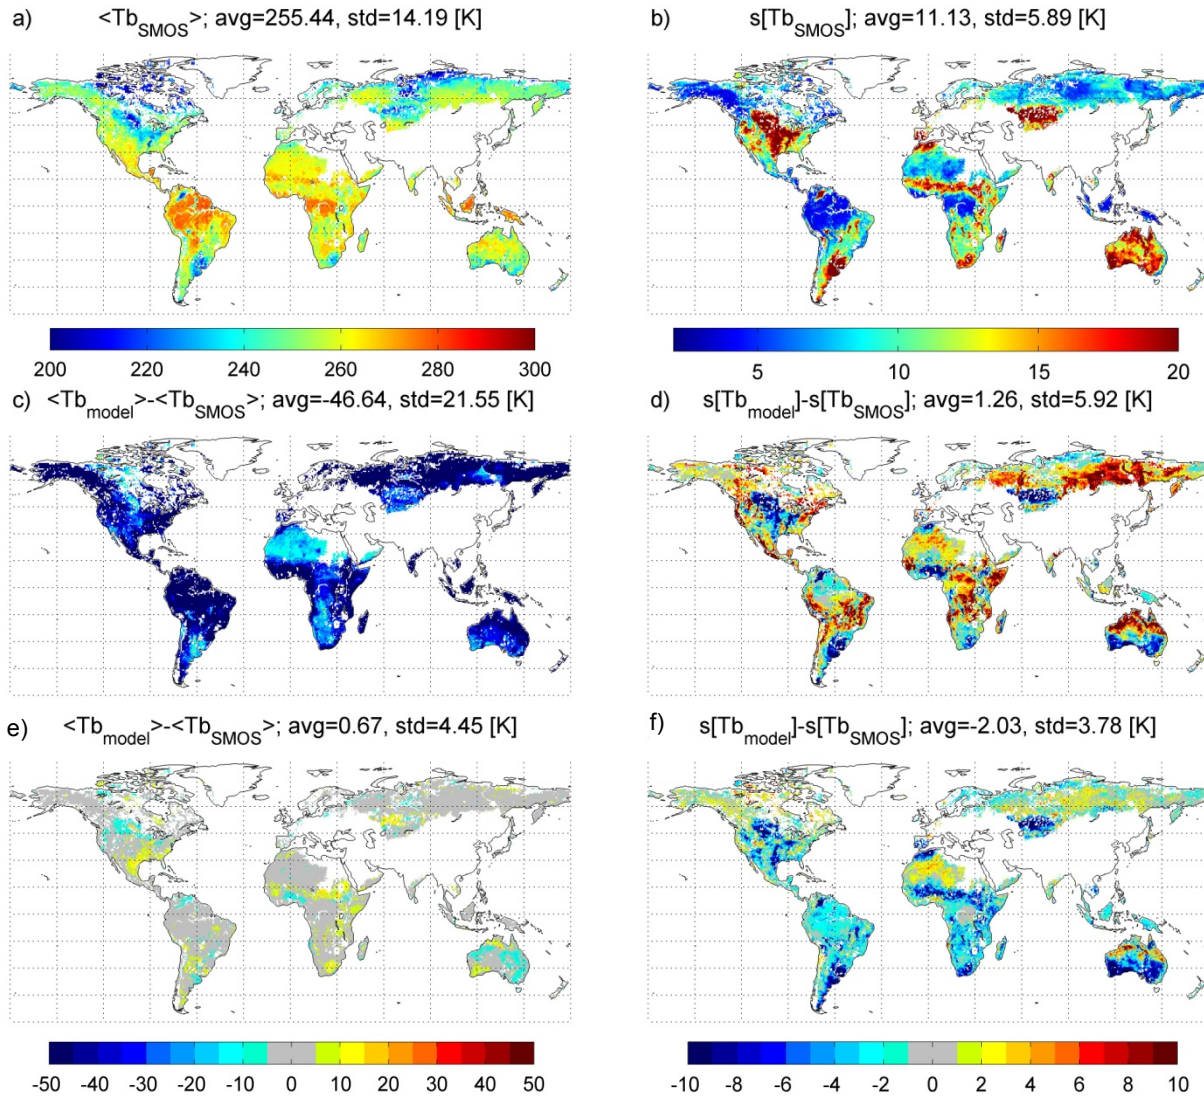 a) <Tb_SMOS>; avg=255.44, std=14.19 [K]
b) s[Tb_SMOS]; avg=11.13, std=5.89 [K]
200 220 240 260 280 300
5 10 15 20
c) <Tb_model>-<Tb_SMOS>; avg=-46.64, std=21.55 [K]
d) s[Tb_model]-s[Tb_SMOS]; avg=1.26, std=5.92 [K]
e) <Tb_model>-<Tb_SMOS>; avg=0.67, std=4.45 [K]
f) s[Tb_model]-s[Tb_SMOS]; avg=-2.03, std=3.78 [K]
-50 -40 -30 -20 -10 0 10 20 30 40 50
-10 -8 -6 -4 -2 0 2 4 6 8 10